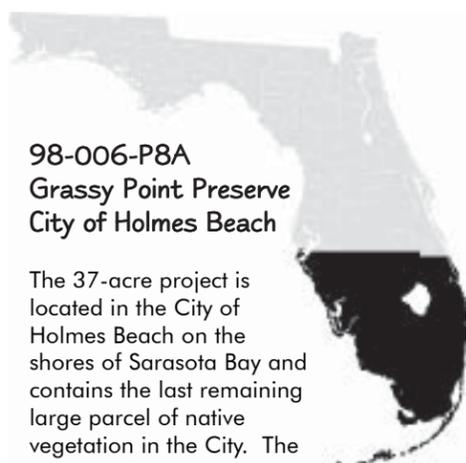 98-006-P8A
Grassy Point Preserve
City of Holmes Beach
The 37-acre project is
located in the City of
Holmes Beach on the
shores of Sarasota Bay and
contains the last remaining
large parcel of native
vegetation in the City.  The